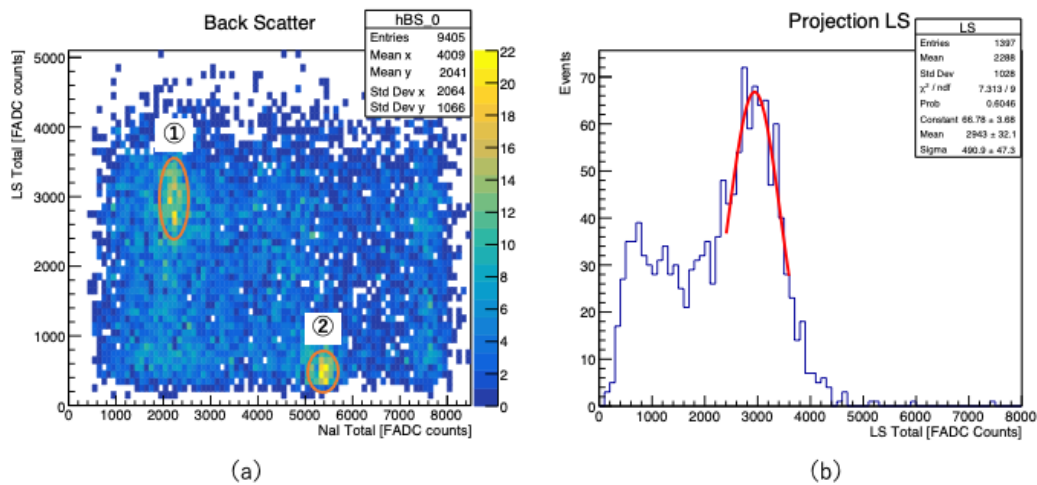 Back Scatter
hBS_0
Entries 9405
Mean x 4009
Mean y 2041
Std Dev x 2064
Std Dev y 1066
LS Total [FADC counts]
5000
4000
3000
2000
1000
0
①
②
22
20
18
16
14
12
10
8
6
4
2
0
0 1000 2000 3000 4000 5000 6000 7000 8000
NaI Total [FADC counts]
(a)
Projection LS
LS
Entries 1397
Mean 2288
Std Dev 1028
χ² / ndf 7.313 / 9
Prob 0.6046
Constant 66.78 ± 3.68
Mean 2943 ± 32.1
Sigma 490.9 ± 47.3
Events
70
60
50
40
30
20
10
0
0 1000 2000 3000 4000 5000 6000 7000 8000
LS Total [FADC Counts]
(b)